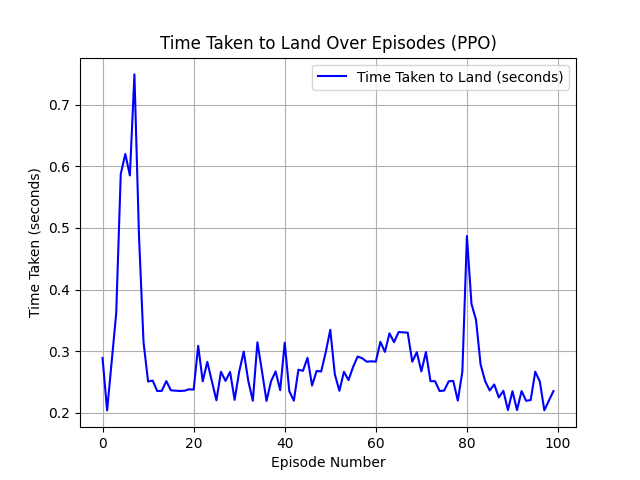 Time Taken to Land Over Episodes (PPO)
Time Taken to Land (seconds)
Time Taken (seconds)
0.7
0.6
0.5
0.4
0.3
0.2
0 20 40 60 80 100
Episode Number